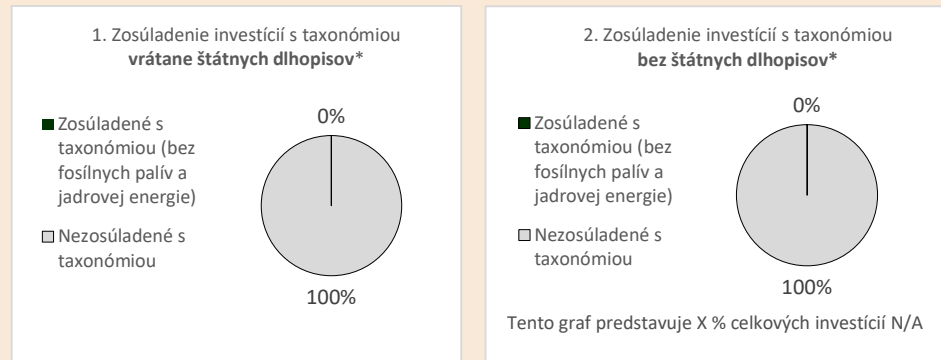 1. Zosúladenie investícií s taxonómiou
vrátane štátnych dlhopisov*
Zosúladené s
taxonómiou (bez
fosílnych palív a
jadrovej energie)
Nezosúladené s
taxonómiou
0%
100%
2. Zosúladenie investícií s taxonómiou
bez štátnych dlhopisov*
Zosúladené s
taxonómiou (bez
fosílnych palív a
jadrovej energie)
Nezosúladené s
taxonómiou
0%
100%
Tento graf predstavuje X % celkových investícií N/A